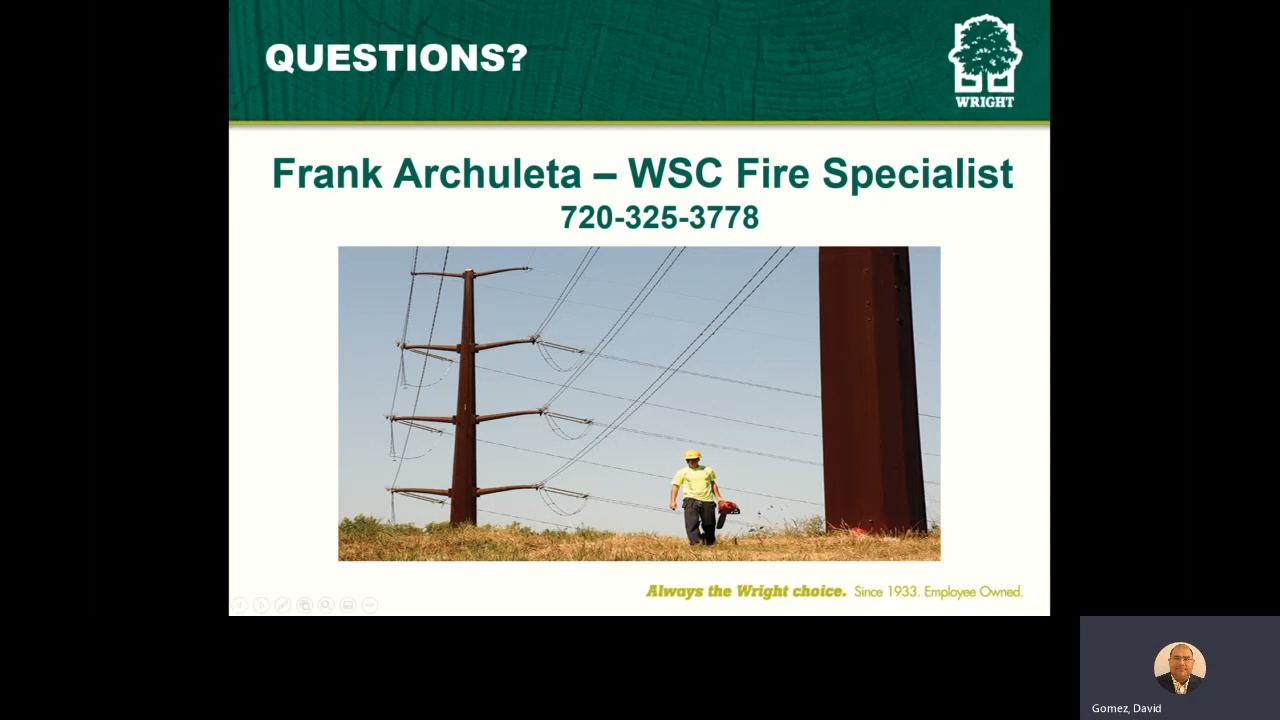 QUESTIONS?
WRIGHT
Frank Archuleta – WSC Fire Specialist
720-325-3778
Always the Wright choice. Since 1933. Employee Owned.
Gomez, David